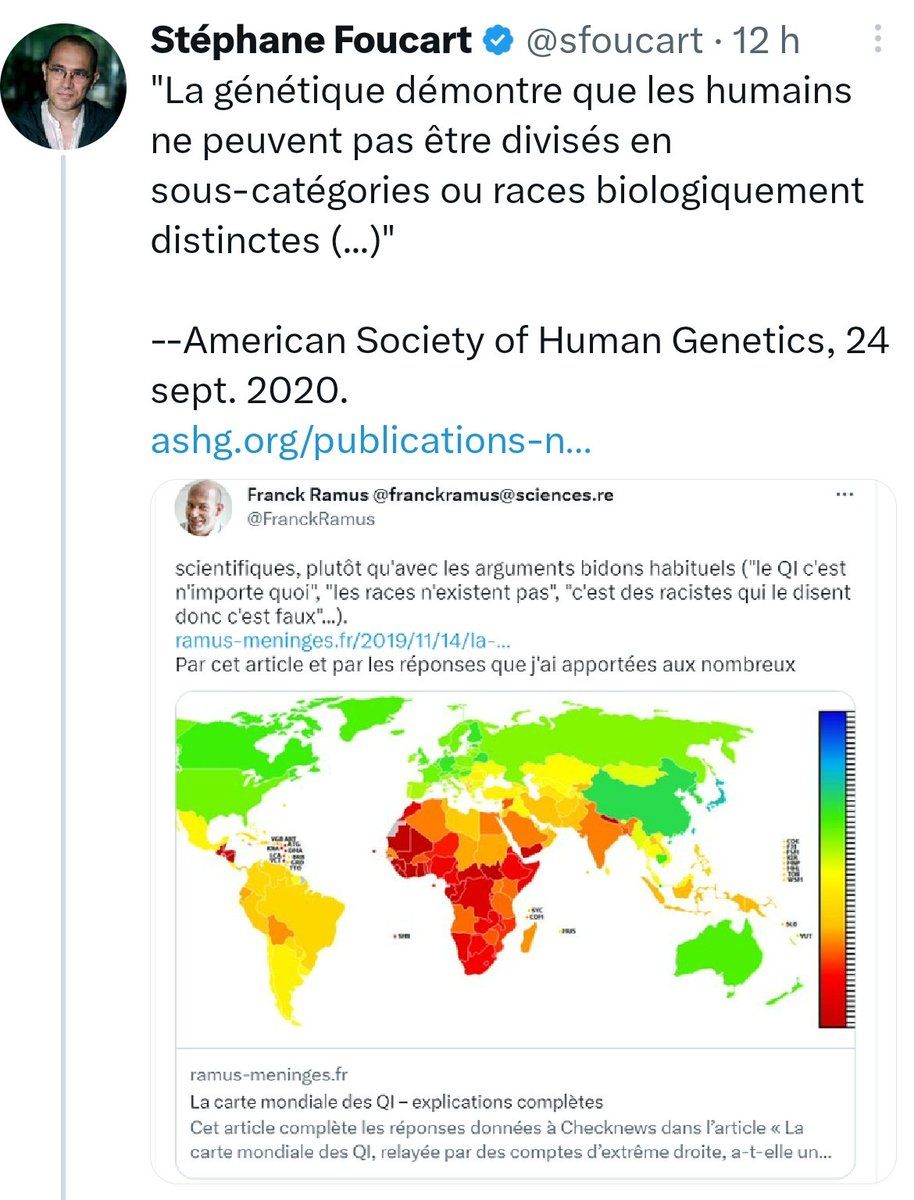 Stéphane Foucart @sfoucart · 12 h
"La génétique démontre que les humains
ne peuvent pas être divisés en
sous-catégories ou races biologiquement
distinctes (...)"
--American Society of Human Genetics, 24
sept. 2020.
ashg.org/publications-n...
Franck Ramus @franckramus@sciences.re
@FranckRamus
scientifiques, plutôt qu'avec les arguments bidons habituels ("le QI c'est
n'importe quoi", "les races n'existent pas", "c'est des racistes qui le disent
donc c'est faux"...).
ramus-meninges.fr/2019/11/14/la-...
Par cet article et par les réponses que j'ai apportées aux nombreux
ramus-meninges.fr
La carte mondiale des QI – explications complètes
Cet article complète les réponses données à Checknews dans l'article « La
carte mondiale des QI, relayée par des comptes d'extrême droite, a-t-elle un...